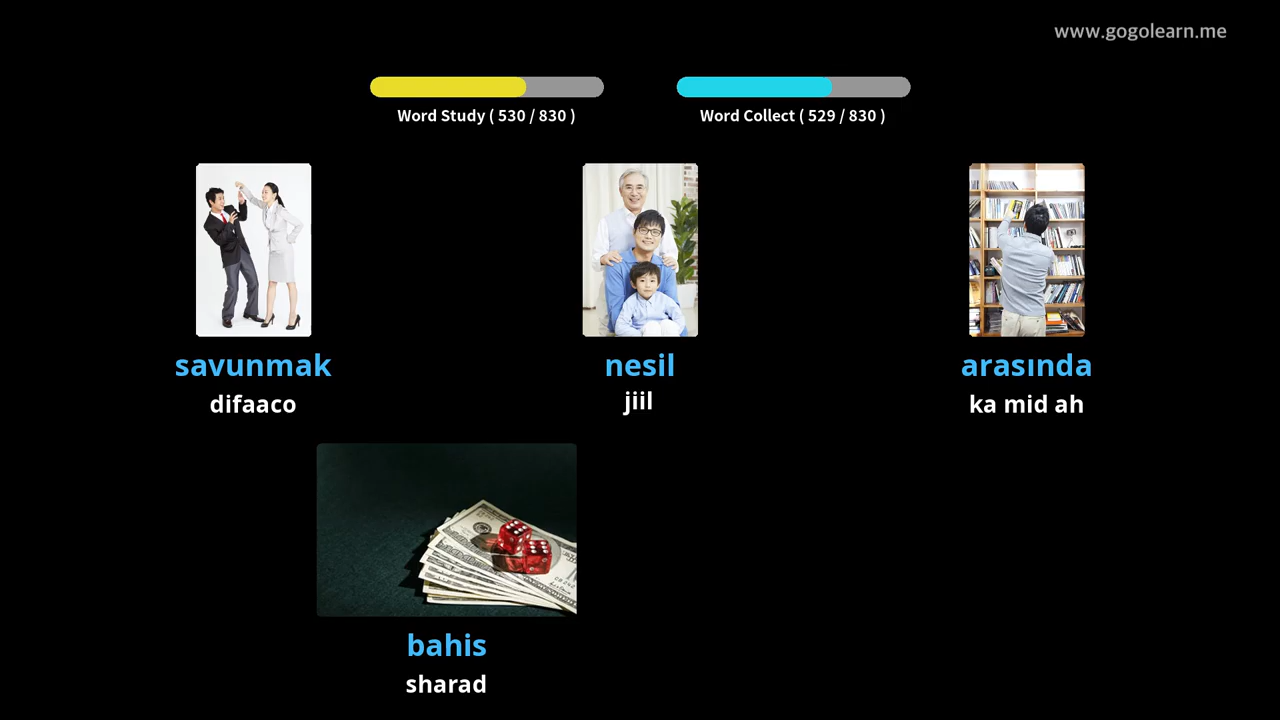 www.gogolearn.me
Word Study ( 530 / 830 )
Word Collect ( 529 / 830 )
savunmak
difaaco
nesil
jiil
arasında
ka mid ah
bahis
sharad